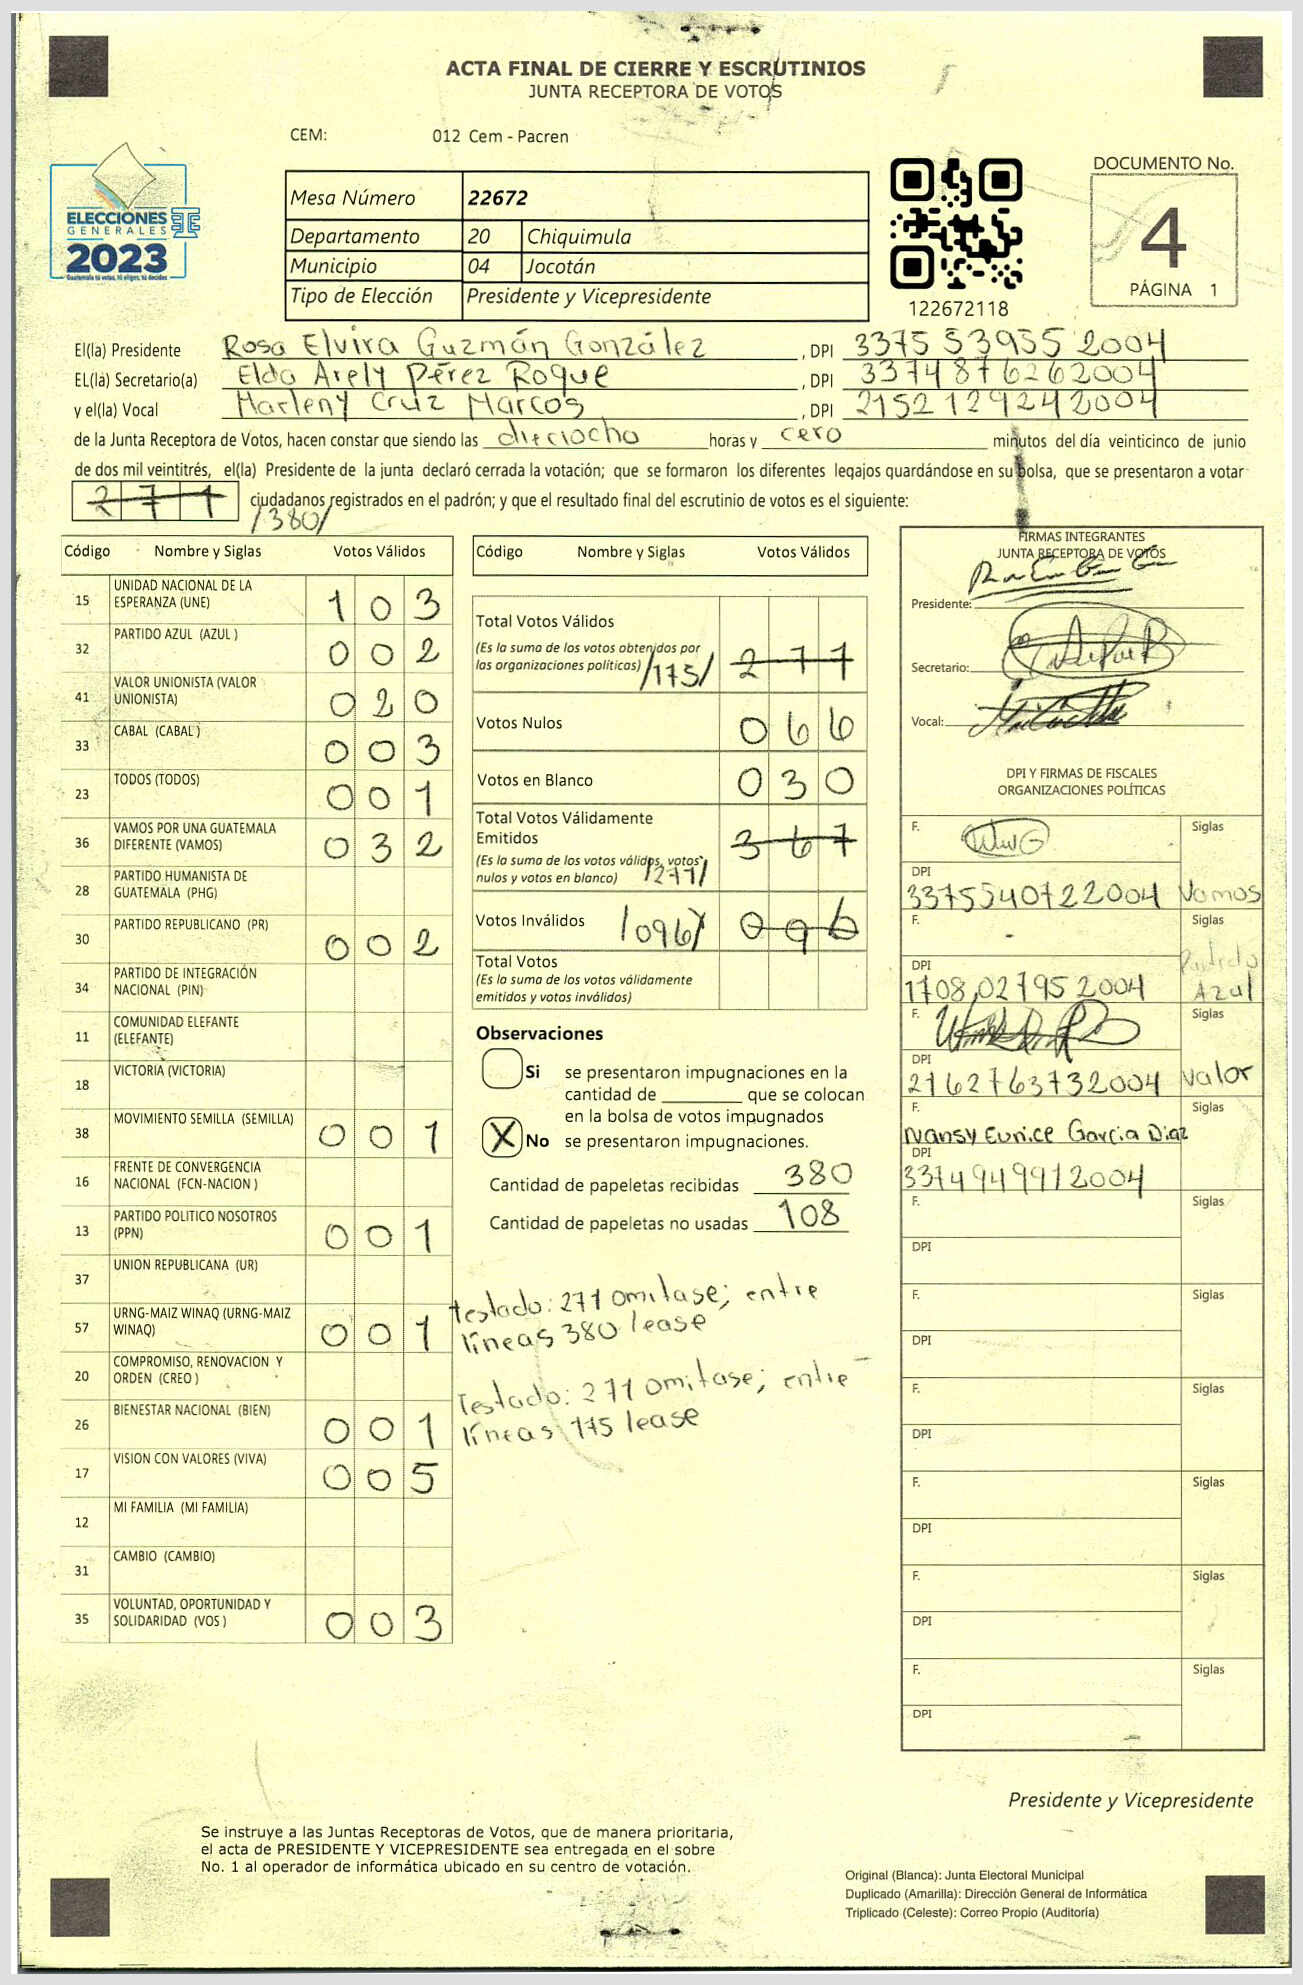 ACTA FINAL DE CIERRE Y ESCRUTINIOS
JUNTA RECEPTORA DE VOTOS
CEM: 012 Cem - Pacren
ELECCIONES
GENERALES
2023
Guatemala tú votas, tú eliges, tú decides
Mesa Número 22672
Departamento 20 Chiquimula
Municipio 04 Jocotán
Tipo de Elección Presidente y Vicepresidente
122672118
DOCUMENTO No.
4
PÁGINA 1
El(la) Presidente Rosa Elvira Guzmán González, DPI 3375 53955 2004
EL(la) Secretario(a) Elda Arely Pérez Roque, DPI 3374876262004
y el(la) Vocal Marleny Cruz Marcos, DPI 2152129242004
de la Junta Receptora de Votos, hacen constar que siendo las dieciocho horas y cero minutos del día veinticinco de junio
de dos mil veintitrés, el(la) Presidente de la junta declaró cerrada la votación; que se formaron los diferentes legajos guardándose en su bolsa, que se presentaron a votar
271 ciudadanos registrados en el padrón; y que el resultado final del escrutinio de votos es el siguiente:
/380/
Código Nombre y Siglas Votos Válidos
15 UNIDAD NACIONAL DE LA ESPERANZA (UNE) 1 0 3
32 PARTIDO AZUL (AZUL ) 0 0 2
41 VALOR UNIONISTA (VALOR UNIONISTA) 0 2 0
33 CABAL (CABAL ) 0 0 3
23 TODOS (TODOS) 0 0 1
36 VAMOS POR UNA GUATEMALA DIFERENTE (VAMOS) 0 3 2
28 PARTIDO HUMANISTA DE GUATEMALA (PHG)
30 PARTIDO REPUBLICANO (PR) 0 0 2
34 PARTIDO DE INTEGRACIÓN NACIONAL (PIN)
11 COMUNIDAD ELEFANTE (ELEFANTE)
18 VICTORIA (VICTORIA)
38 MOVIMIENTO SEMILLA (SEMILLA) 0 0 1
16 FRENTE DE CONVERGENCIA NACIONAL (FCN-NACION )
13 PARTIDO POLITICO NOSOTROS (PPN) 0 0 1
37 UNION REPUBLICANA (UR)
57 URNG-MAIZ WINAQ (URNG-MAIZ WINAQ) 0 0 1
20 COMPROMISO, RENOVACION Y ORDEN (CREO )
26 BIENESTAR NACIONAL (BIEN) 0 0 1
17 VISION CON VALORES (VIVA) 0 0 5
12 MI FAMILIA (MI FAMILIA)
31 CAMBIO (CAMBIO)
35 VOLUNTAD, OPORTUNIDAD Y SOLIDARIDAD (VOS ) 0 0 3
Código Nombre y Siglas Votos Válidos
Total Votos Válidos
(Es la suma de los votos obtenidos por
las organizaciones políticas) /175/ 2 7 1
Votos Nulos 0 6 6
Votos en Blanco 0 3 0
Total Votos Válidamente
Emitidos 3 6 7
(Es la suma de los votos válidos, votos
nulos y votos en blanco) /271/
Votos Inválidos /096/ 0 9 6
Total Votos
(Es la suma de los votos válidamente
emitidos y votos inválidos)
Observaciones
Si se presentaron impugnaciones en la
cantidad de ________ que se colocan
en la bolsa de votos impugnados
X No se presentaron impugnaciones.
Cantidad de papeletas recibidas 380
Cantidad de papeletas no usadas 108
testado: 271 omitase; entre
líneas 380 lease
Testado: 271 omitase; entre
líneas 175 lease
FIRMAS INTEGRANTES
JUNTA RECEPTORA DE VOTOS
Presidente:
Secretario:
Vocal:
DPI Y FIRMAS DE FISCALES
ORGANIZACIONES POLÍTICAS
F. Siglas
DPI
3375540722004 Vamos
F. Siglas
DPI Partido
1708027952004 Azul
F. Siglas
DPI
2162763732004 Valor
F. Siglas
Nansy Eunice García Diaz
DPI
3374949912004
F. Siglas
DPI
F. Siglas
DPI
F. Siglas
DPI
F. Siglas
DPI
F. Siglas
DPI
F. Siglas
DPI
Presidente y Vicepresidente
Se instruye a las Juntas Receptoras de Votos, que de manera prioritaria,
el acta de PRESIDENTE Y VICEPRESIDENTE sea entregada en el sobre
No. 1 al operador de informática ubicado en su centro de votación.
Original (Blanca): Junta Electoral Municipal
Duplicado (Amarilla): Dirección General de Informática
Triplicado (Celeste): Correo Propio (Auditoría)